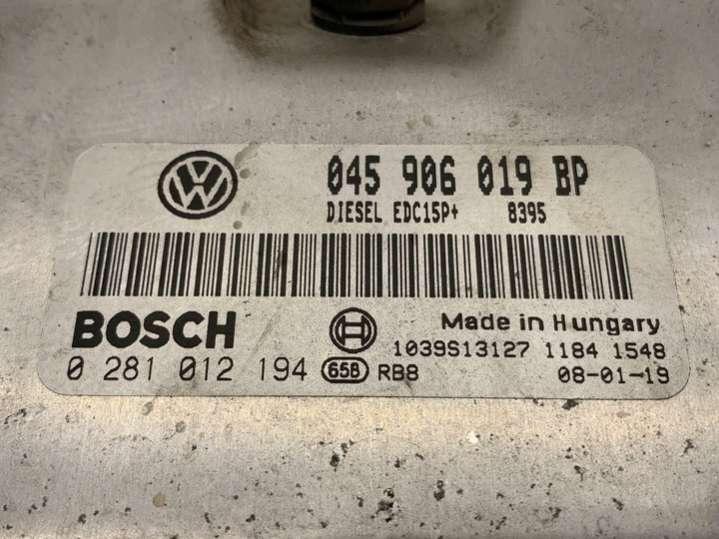 045 906 019 BP
DIESEL EDC15P+ 8395
BOSCH
Made in Hungary
0 281 012 194 65B RB8
1039S13127 1184 1548
08-01-19